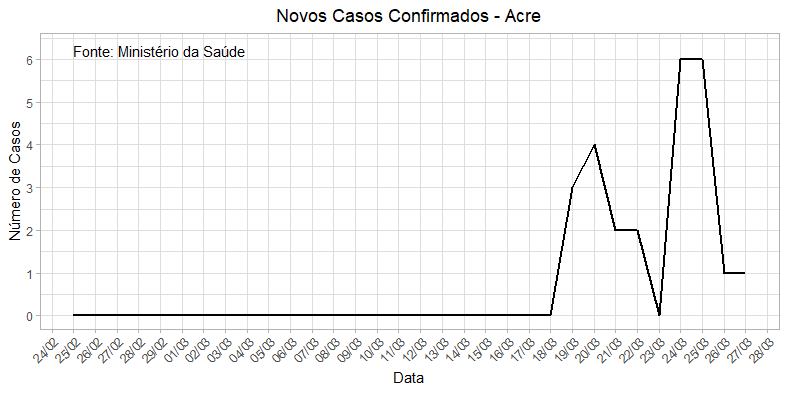 Novos Casos Confirmados - Acre
Fonte: Ministério da Saúde
Número de Casos
6
5
4
3
2
1
0
24/02 25/02 26/02 27/02 28/02 29/02 01/03 02/03 03/03 04/03 05/03 06/03 07/03 08/03 09/03 10/03 11/03 12/03 13/03 14/03 15/03 16/03 17/03 18/03 19/03 20/03 21/03 22/03 23/03 24/03 25/03 26/03 27/03 28/03
Data